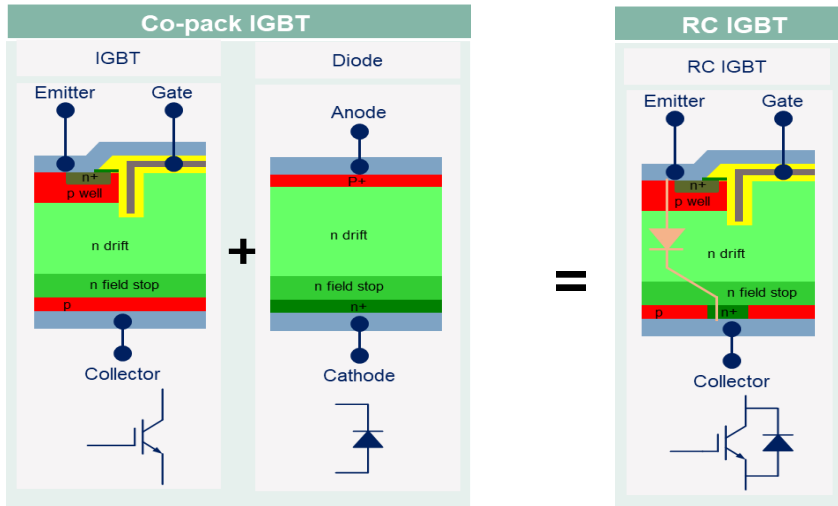 Co-pack IGBT
IGBT
Emitter
Gate
n+
p well
n drift
n field stop
p
Collector
+
Diode
Anode
P+
n drift
n field stop
n+
Cathode
=
RC IGBT
RC IGBT
Emitter
Gate
n+
p well
n drift
n field stop
p
n+
Collector